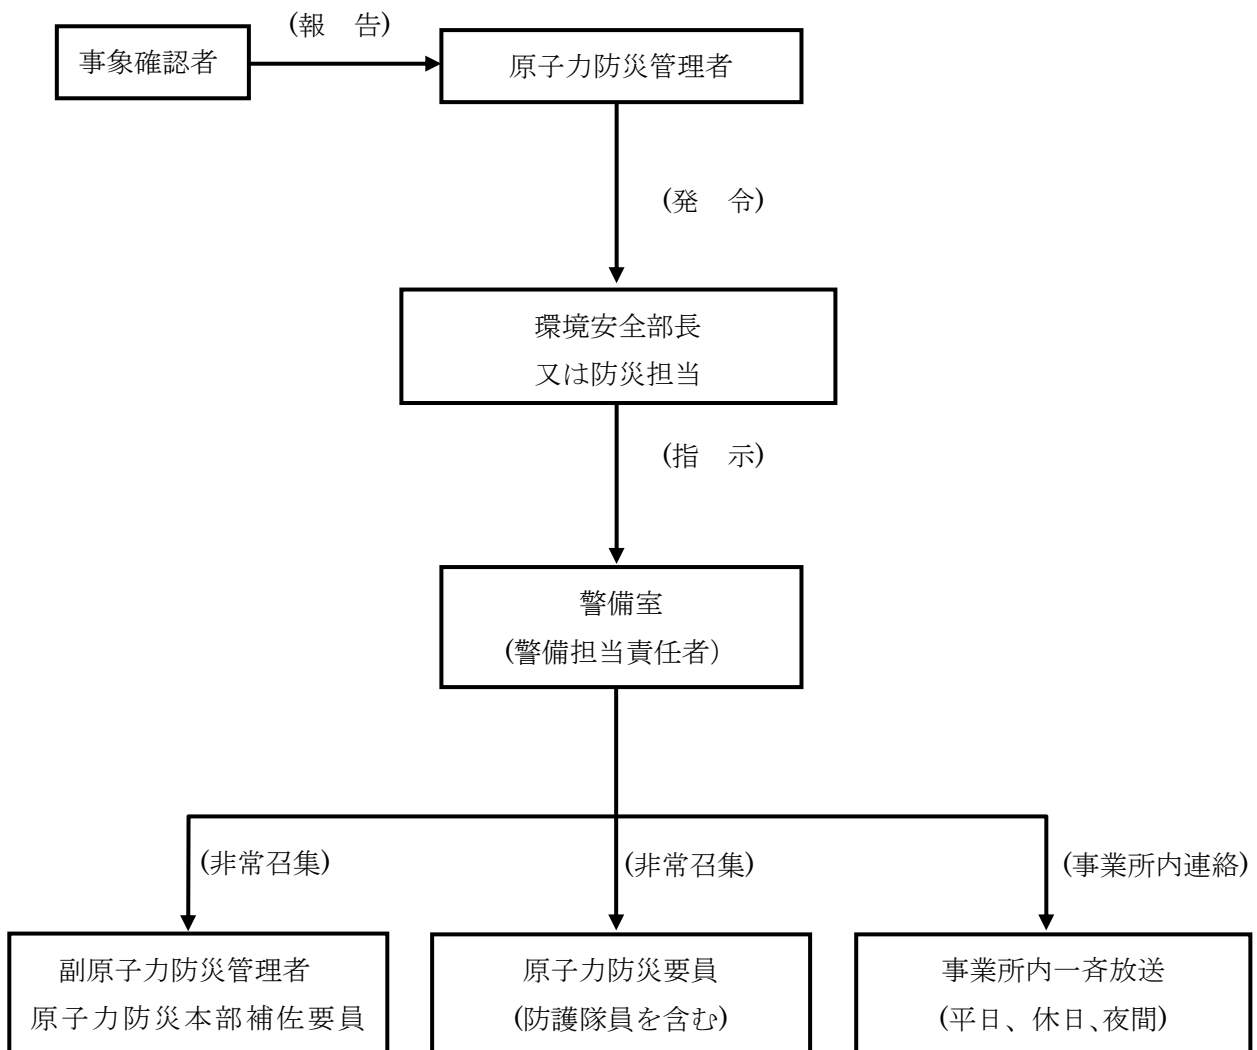 (報　告)
事象確認者
原子力防災管理者
(発　令)
環境安全部長
又は防災担当
(指　示)
警備室
(警備担当責任者）
(非常召集)
(非常召集)
(事業所内連絡)
副原子力防災管理者
原子力防災本部補佐要員
原子力防災要員
(防護隊員を含む)
事業所内一斉放送
(平日、休日、夜間)